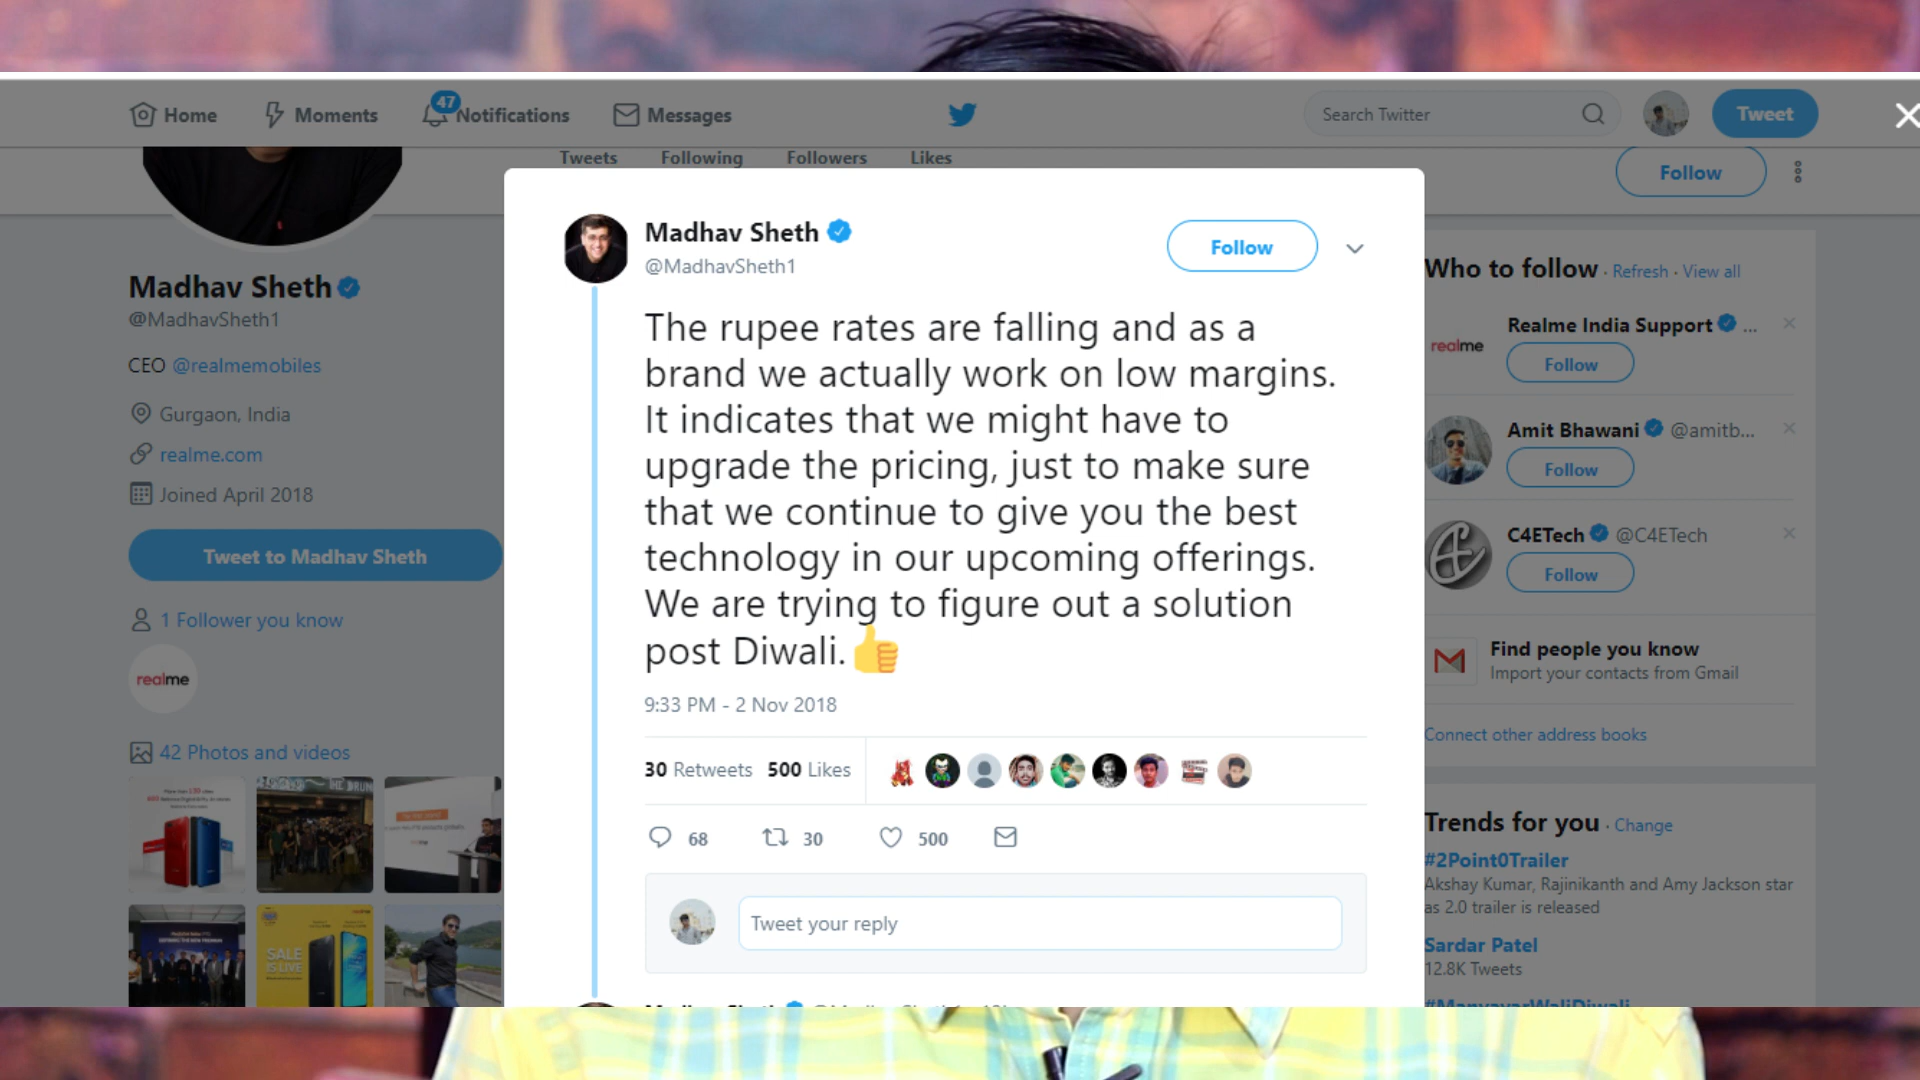 Home
Moments
47
Notifications
Messages
Search Twitter
Tweet
Tweets
Following
Followers
Likes
Follow
Madhav Sheth
@MadhavSheth1
CEO @realmemobiles
Gurgaon, India
realme.com
Joined April 2018
Tweet to Madhav Sheth
1 Follower you know
realme
42 Photos and videos
SALE
IS LIVE
Madhav Sheth
@MadhavSheth1
Follow
The rupee rates are falling and as a
brand we actually work on low margins.
It indicates that we might have to
upgrade the pricing, just to make sure
that we continue to give you the best
technology in our upcoming offerings.
We are trying to figure out a solution
post Diwali.
9:33 PM - 2 Nov 2018
30 Retweets 500 Likes
68
30
500
Tweet your reply
Who to follow · Refresh · View all
realme
Realme India Support ...
Follow
Amit Bhawani @amitb...
Follow
C4ETech @C4ETech
Follow
Find people you know
Import your contacts from Gmail
Connect other address books
Trends for you · Change
#2Point0Trailer
Akshay Kumar, Rajinikanth and Amy Jackson star
as 2.0 trailer is released
Sardar Patel
12.8K Tweets